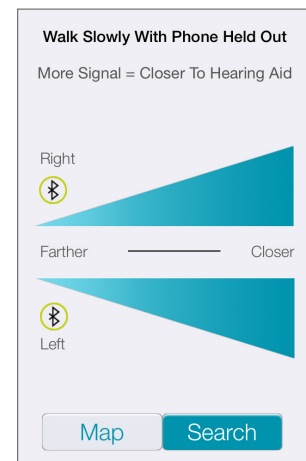 Walk Slowly With Phone Held Out
More Signal = Closer To Hearing Aid
Right
Farther
Closer
Left
Map
Search